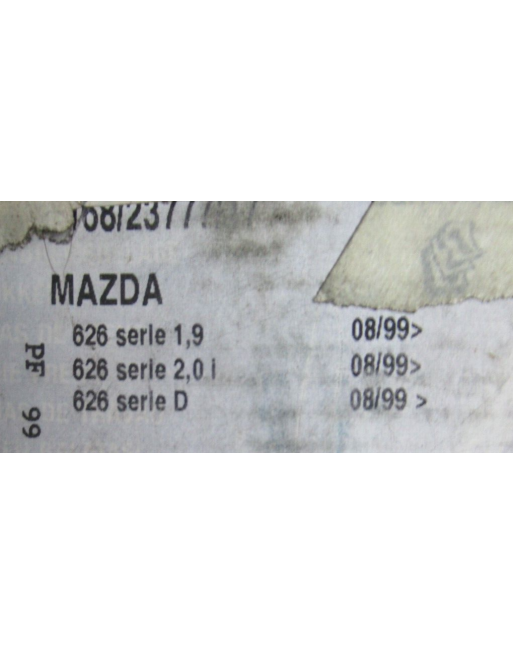 MAZDA
626 serie 1,9 08/99>
626 serie 2,0 i 08/99>
626 serie D 08/99 >
PF 99